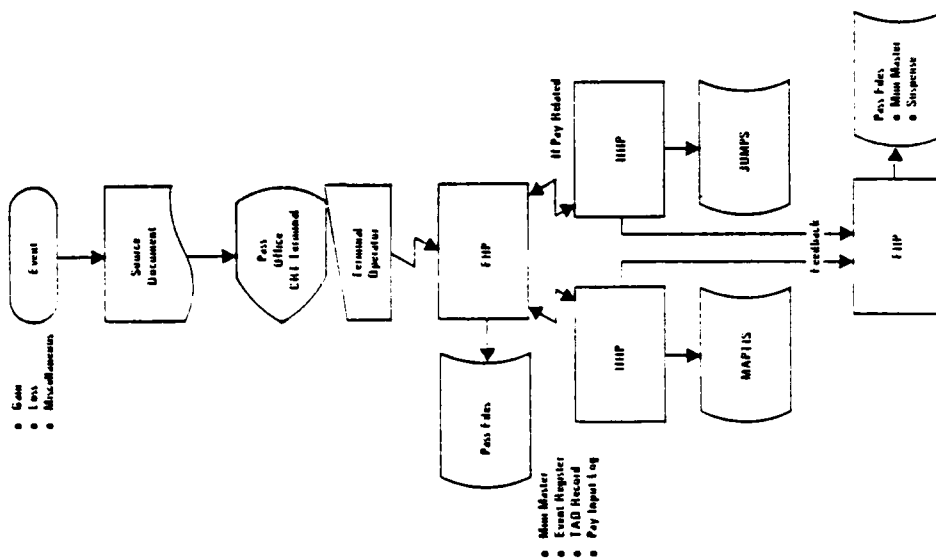 • Gain
• Loss
• Miscellaneous
Event
Source
Document
Pass
Office
CRT Terminal
Terminal
Operator
FHP
Pass Files
• Mini Master
• Event Register
• TAD Record
• Pay Input Log
If Pay Related
HHP
JUMPS
HHP
MAPTIS
Feedback
FHP
Pass Files
• Mini Master
• Suspense